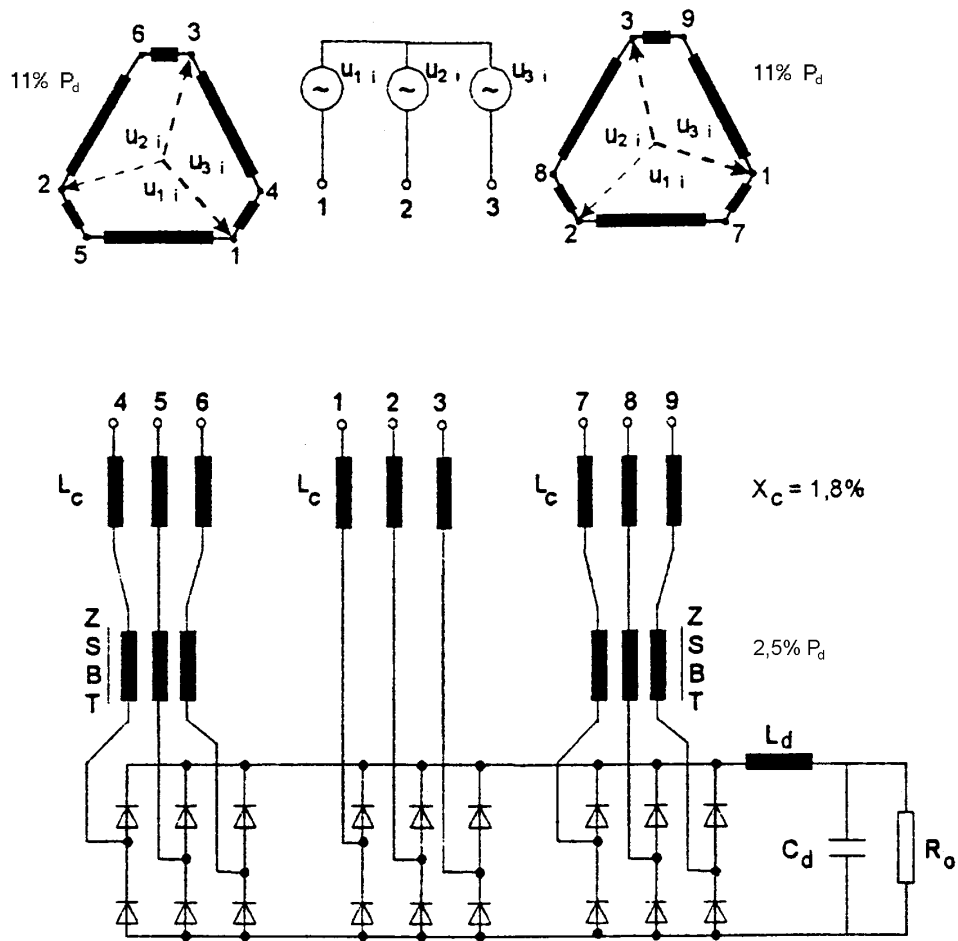 6 3
11% P_d
u_2 i
u_3 i
u_1 i
2 4
5 1
u_1 i u_2 i u_3 i
~ ~ ~
1 2 3
3 9
11% P_d
u_2 i
u_3 i
u_1 i
8 1
2 7
4 5 6 1 2 3 7 8 9
L_c L_c L_c X_c = 1,8%
Z
S
B
T
Z
S
B
T
2,5% P_d
L_d
C_d R_o